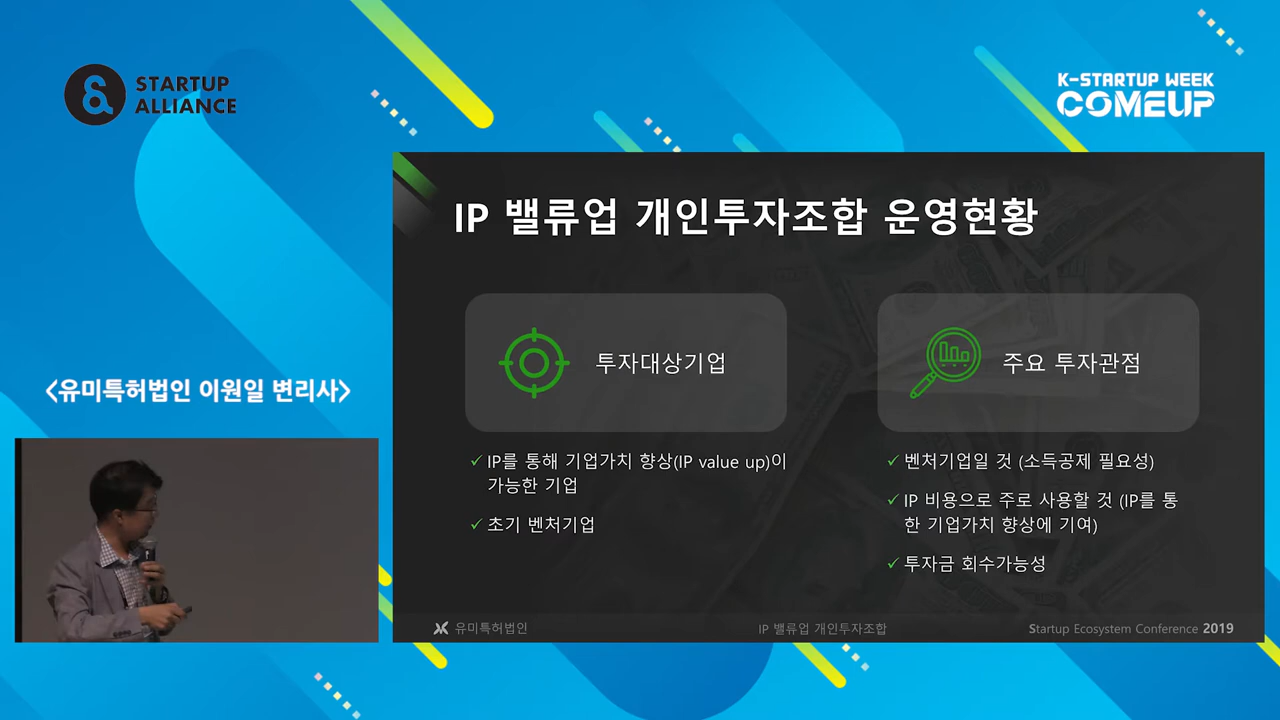 STARTUP
ALLIANCE
K-STARTUP WEEK
COMEUP
IP 밸류업 개인투자조합 운영현황
투자대상기업
주요 투자관점
<유미특허법인 이원일 변리사>
IP를 통해 기업가치 향상(IP value up)이
가능한 기업
초기 벤처기업
벤처기업일 것 (소득공제 필요성)
IP 비용으로 주로 사용할 것 (IP를 통
한 기업가치 향상에 기여)
투자금 회수가능성
유미특허법인
IP 밸류업 개인투자조합
Startup Ecosystem Conference 2019